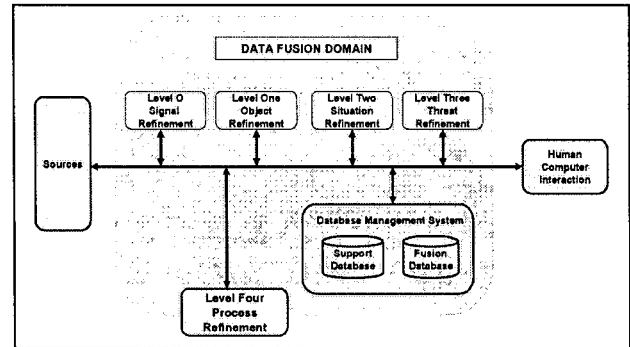 DATA FUSION DOMAIN
Level O
Signal
Refinement
Level One
Object
Refinement
Level Two
Situation
Refinement
Level Three
Threat
Refinement
Sources
Human
Computer
Interaction
Database Management System
Support
Database
Fusion
Database
Level Four
Process
Refinement